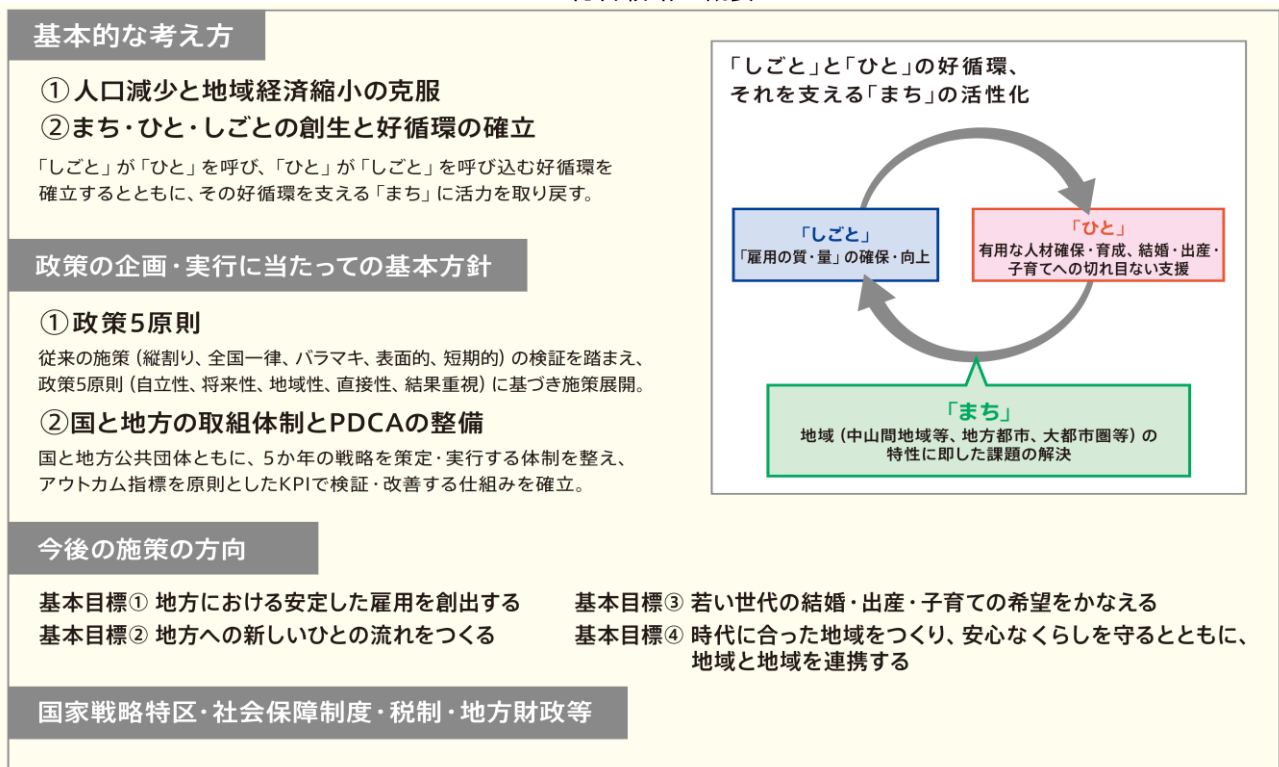 基本的な考え方
①人口減少と地域経済縮小の克服
②まち・ひと・しごとの創生と好循環の確立
「しごと」が「ひと」を呼び、「ひと」が「しごと」を呼び込む好循環を
確立するとともに、その好循環を支える「まち」に活力を取り戻す。
「しごと」と「ひと」の好循環、
それを支える「まち」の活性化
「しごと」
「雇用の質・量」の確保・向上
「ひと」
有用な人材確保・育成、結婚・出産・
子育てへの切れ目ない支援
「まち」
地域（中山間地域等、地方都市、大都市圏等）の
特性に即した課題の解決
政策の企画・実行に当たっての基本方針
①政策5原則
従来の施策（縦割り、全国一律、バラマキ、表面的、短期的）の検証を踏まえ、
政策5原則（自立性、将来性、地域性、直接性、結果重視）に基づき施策展開。
②国と地方の取組体制とPDCAの整備
国と地方公共団体ともに、5か年の戦略を策定・実行する体制を整え、
アウトカム指標を原則としたKPIで検証・改善する仕組みを確立。
今後の施策の方向
基本目標① 地方における安定した雇用を創出する
基本目標② 地方への新しいひとの流れをつくる
基本目標③ 若い世代の結婚・出産・子育ての希望をかなえる
基本目標④ 時代に合った地域をつくり、安心なくらしを守るとともに、
地域と地域を連携する
国家戦略特区・社会保障制度・税制・地方財政等